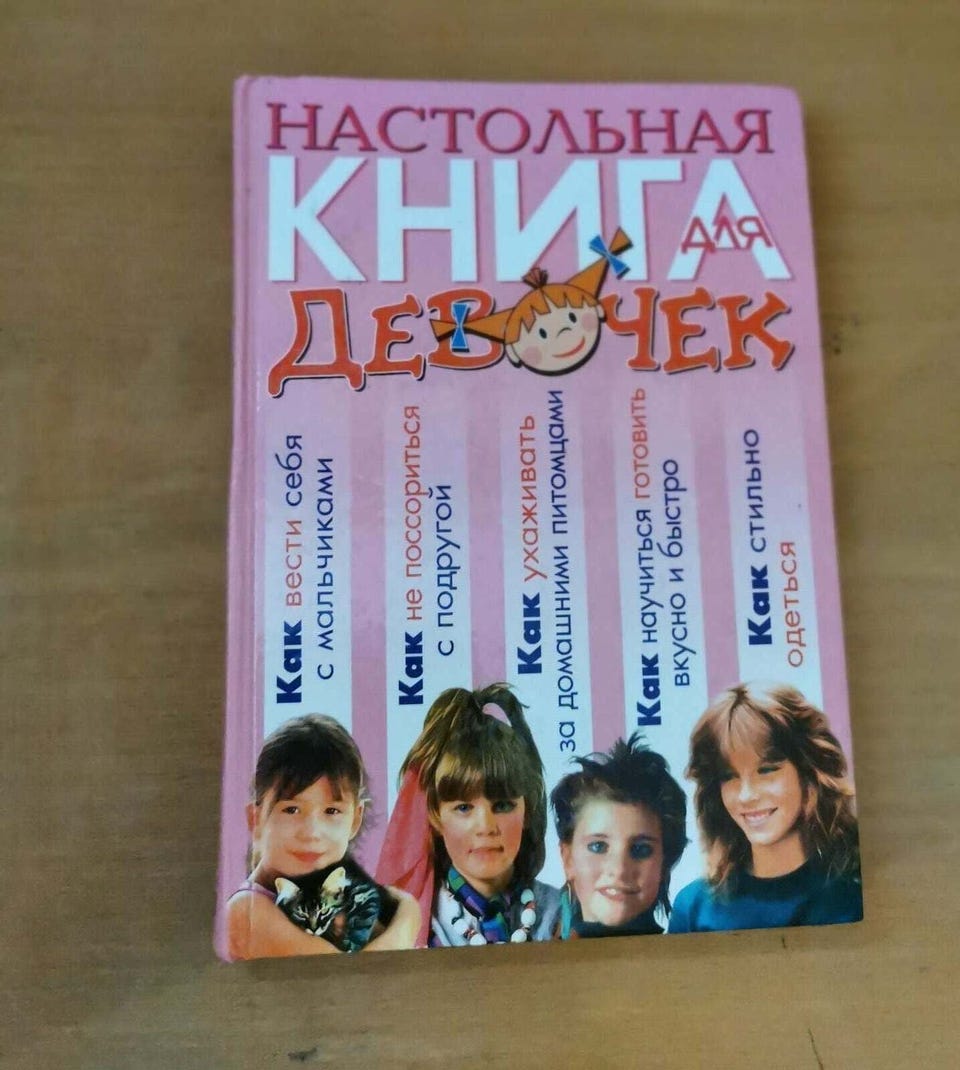 НАСТОЛЬНАЯ
КНИГА
ДЛЯ
ДЕВОЧЕК
Как вести себя
с мальчиками
Как не поссориться
с подругой
Как ухаживать
за домашними питомцами
Как научиться готовить
вкусно и быстро
Как стильно
одеться